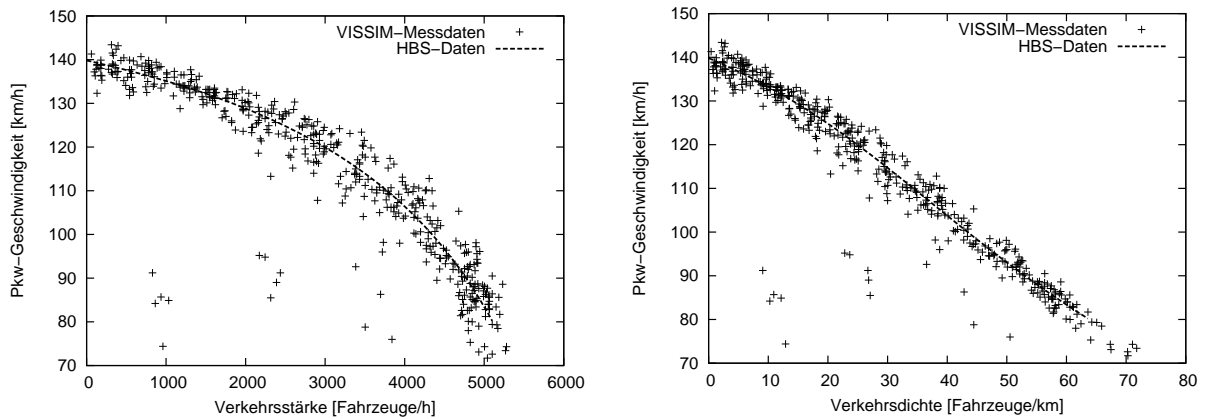 150
140
130
120
110
100
90
80
70
0 1000 2000 3000 4000 5000 6000
Pkw−Geschwindigkeit [km/h]
Verkehrsstärke [Fahrzeuge/h]
VISSIM−Messdaten
HBS−Daten
150
140
130
120
110
100
90
80
70
0 10 20 30 40 50 60 70 80
Pkw−Geschwindigkeit [km/h]
Verkehrsdichte [Fahrzeuge/km]
VISSIM−Messdaten
HBS−Daten